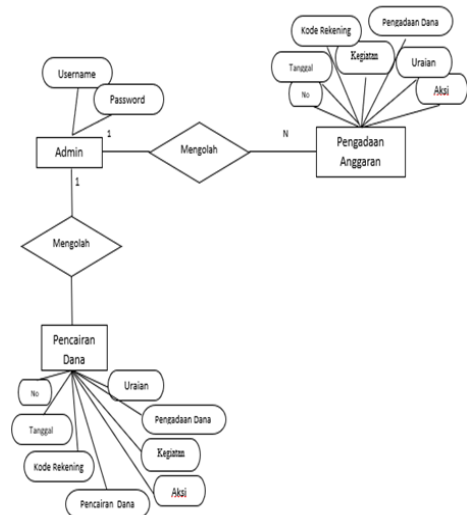 Pengadaan Dana
Kode Rekening
Kegiatan
Uraian
Tanggal
Aksi
No
Username
Password
1
N
Admin
Mengolah
Pengadaan
Anggaran
1
Mengolah
Pencairan
Dana
Uraian
No
Pengadaan Dana
Tanggal
Kegiatan
Kode Rekening
Aksi
Pencairan Dana